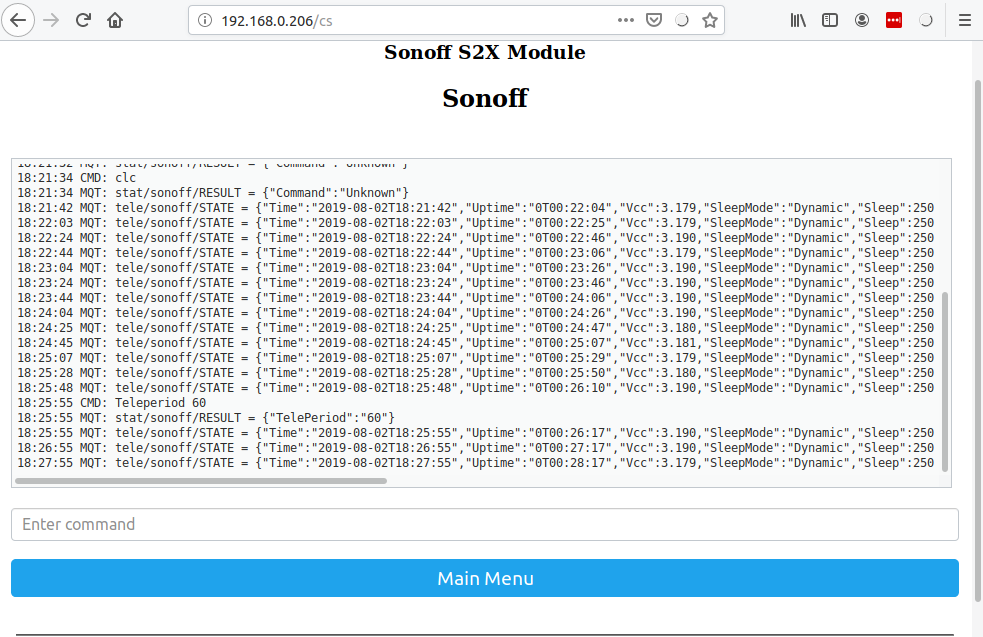 192.168.0.206/cs
Sonoff S2X Module
Sonoff
18:21:32 MQT: stat/sonoff/RESULT = {"Command":"Unknown"}
18:21:34 CMD: clc
18:21:34 MQT: stat/sonoff/RESULT = {"Command":"Unknown"}
18:21:42 MQT: tele/sonoff/STATE = {"Time":"2019-08-02T18:21:42","Uptime":"0T00:22:04","Vcc":3.179,"SleepMode":"Dynamic","Sleep":250
18:22:03 MQT: tele/sonoff/STATE = {"Time":"2019-08-02T18:22:03","Uptime":"0T00:22:25","Vcc":3.179,"SleepMode":"Dynamic","Sleep":250
18:22:24 MQT: tele/sonoff/STATE = {"Time":"2019-08-02T18:22:24","Uptime":"0T00:22:46","Vcc":3.190,"SleepMode":"Dynamic","Sleep":250
18:22:44 MQT: tele/sonoff/STATE = {"Time":"2019-08-02T18:22:44","Uptime":"0T00:23:06","Vcc":3.179,"SleepMode":"Dynamic","Sleep":250
18:23:04 MQT: tele/sonoff/STATE = {"Time":"2019-08-02T18:23:04","Uptime":"0T00:23:26","Vcc":3.190,"SleepMode":"Dynamic","Sleep":250
18:23:24 MQT: tele/sonoff/STATE = {"Time":"2019-08-02T18:23:24","Uptime":"0T00:23:46","Vcc":3.190,"SleepMode":"Dynamic","Sleep":250
18:23:44 MQT: tele/sonoff/STATE = {"Time":"2019-08-02T18:23:44","Uptime":"0T00:24:06","Vcc":3.190,"SleepMode":"Dynamic","Sleep":250
18:24:04 MQT: tele/sonoff/STATE = {"Time":"2019-08-02T18:24:04","Uptime":"0T00:24:26","Vcc":3.190,"SleepMode":"Dynamic","Sleep":250
18:24:25 MQT: tele/sonoff/STATE = {"Time":"2019-08-02T18:24:25","Uptime":"0T00:24:47","Vcc":3.180,"SleepMode":"Dynamic","Sleep":250
18:24:45 MQT: tele/sonoff/STATE = {"Time":"2019-08-02T18:24:45","Uptime":"0T00:25:07","Vcc":3.181,"SleepMode":"Dynamic","Sleep":250
18:25:07 MQT: tele/sonoff/STATE = {"Time":"2019-08-02T18:25:07","Uptime":"0T00:25:29","Vcc":3.179,"SleepMode":"Dynamic","Sleep":250
18:25:28 MQT: tele/sonoff/STATE = {"Time":"2019-08-02T18:25:28","Uptime":"0T00:25:50","Vcc":3.180,"SleepMode":"Dynamic","Sleep":250
18:25:48 MQT: tele/sonoff/STATE = {"Time":"2019-08-02T18:25:48","Uptime":"0T00:26:10","Vcc":3.190,"SleepMode":"Dynamic","Sleep":250
18:25:55 CMD: Teleperiod 60
18:25:55 MQT: stat/sonoff/RESULT = {"TelePeriod":"60"}
18:25:55 MQT: tele/sonoff/STATE = {"Time":"2019-08-02T18:25:55","Uptime":"0T00:26:17","Vcc":3.190,"SleepMode":"Dynamic","Sleep":250
18:26:55 MQT: tele/sonoff/STATE = {"Time":"2019-08-02T18:26:55","Uptime":"0T00:27:17","Vcc":3.190,"SleepMode":"Dynamic","Sleep":250
18:27:55 MQT: tele/sonoff/STATE = {"Time":"2019-08-02T18:27:55","Uptime":"0T00:28:17","Vcc":3.179,"SleepMode":"Dynamic","Sleep":250
Enter command
Main Menu